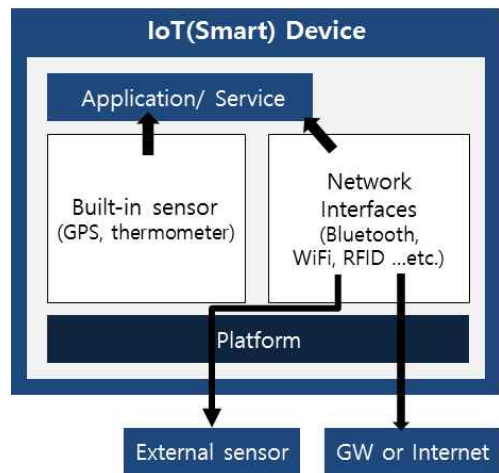 IoT(Smart) Device
Application/ Service
Built-in sensor
(GPS, thermometer)
Network
Interfaces
(Bluetooth,
WiFi, RFID ...etc.)
Platform
External sensor
GW or Internet